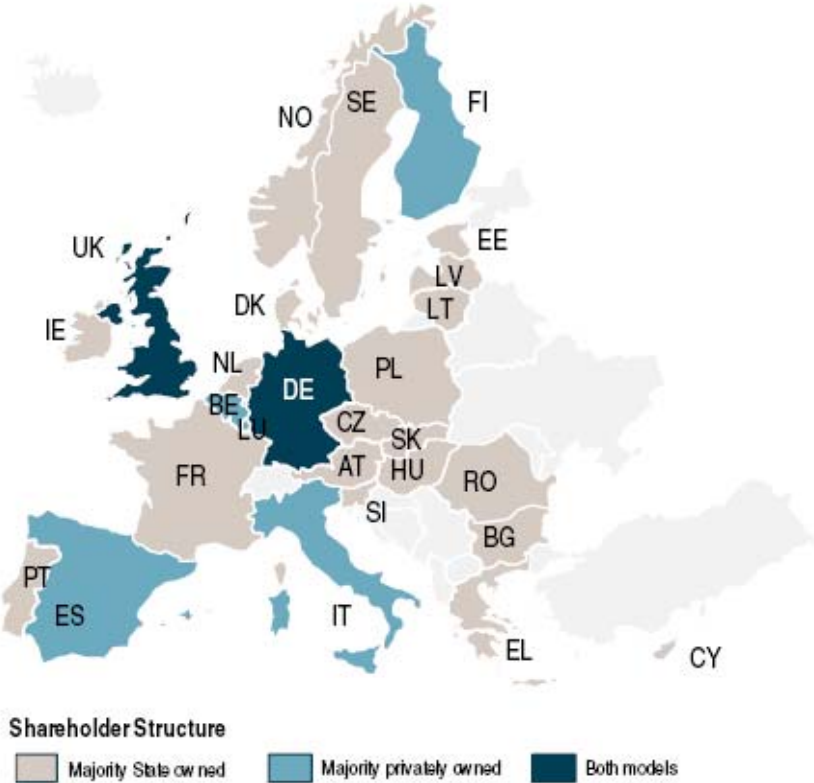 SE
FI
NO
UK
EE
LV
DK
LT
IE
NL
PL
DE
BE
LU
CZ
SK
FR
AT
HU
RO
SI
BG
PT
ES
IT
EL
CY
Shareholder Structure
Majority State owned
Majority privately owned
Both models